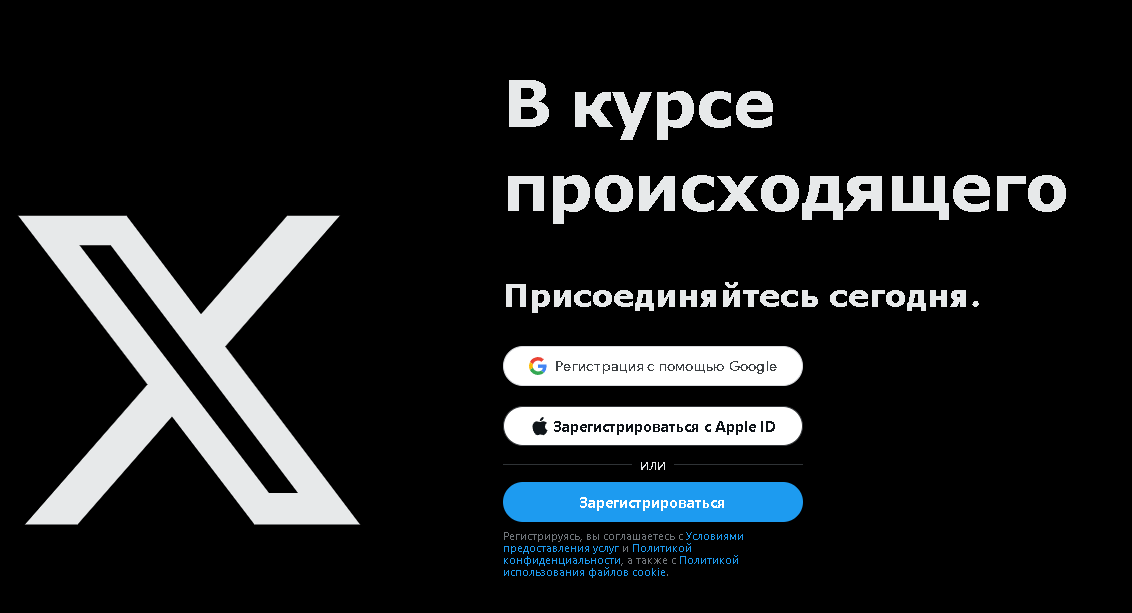 В курсе
происходящего
Присоединяйтесь сегодня.
Регистрация с помощью Google
Зарегистрироваться с Apple ID
или
Зарегистрироваться
Регистрируясь, вы соглашаетесь с Условиями
предоставления услуг и Политикой
конфиденциальности, а также с Политикой
использования файлов cookie.